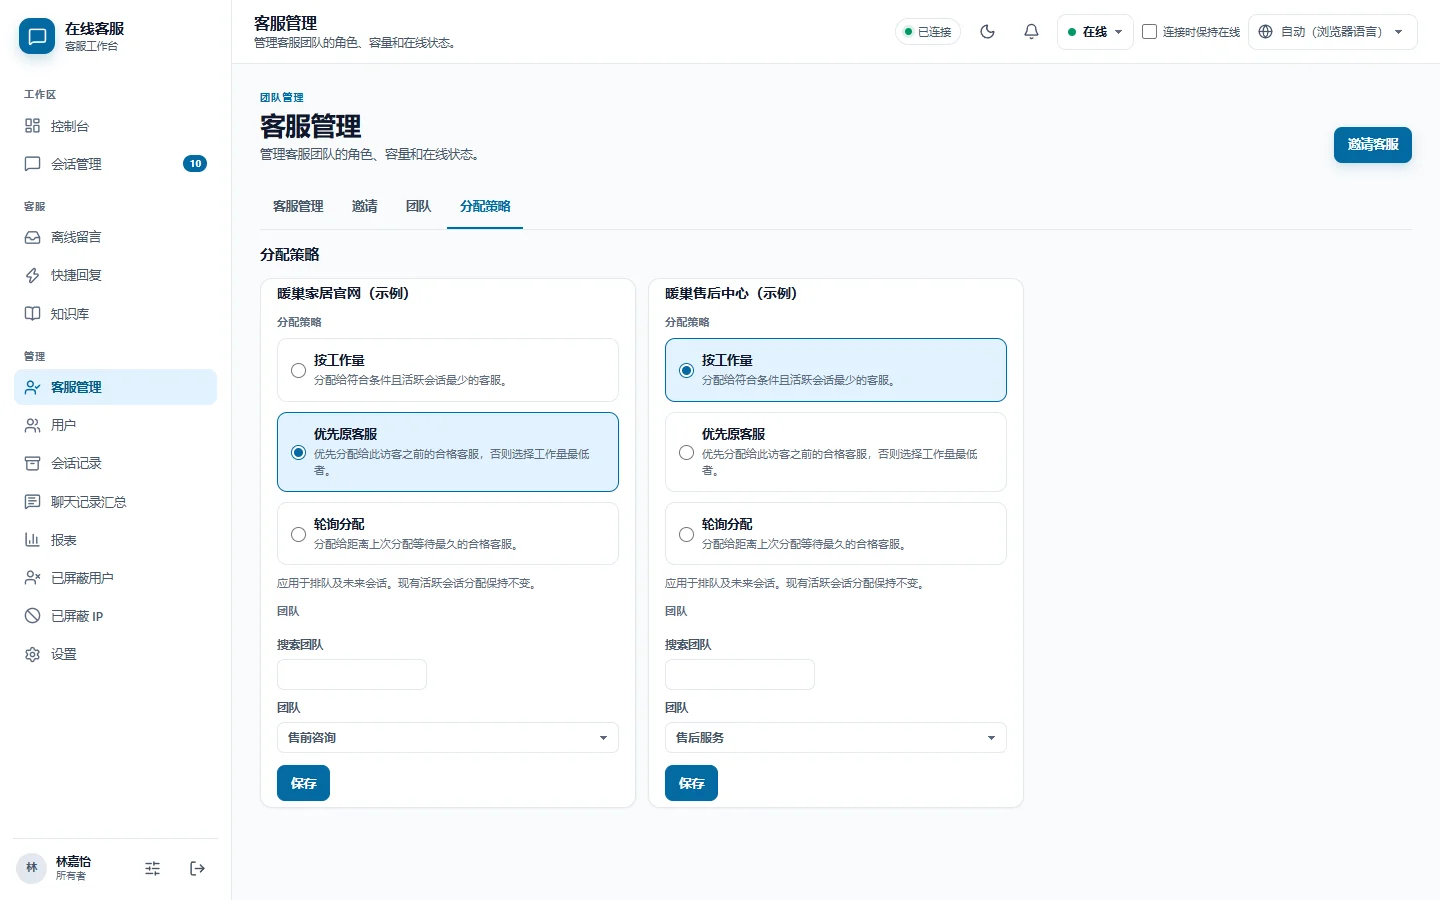 在线客服
客服工作台
工作区
控制台
会话管理
10
客服
离线留言
快捷回复
知识库
管理
客服管理
用户
会话记录
聊天记录汇总
报表
已屏蔽用户
已屏蔽 IP
设置
林
林嘉怡
所有者
客服管理
管理客服团队的角色、容量和在线状态。
已连接
在线
连接时保持在线
自动（浏览器语言）
团队管理
客服管理
管理客服团队的角色、容量和在线状态。
邀请客服
客服管理
邀请
团队
分配策略
分配策略
暖巢家居官网（示例）
分配策略
按工作量
分配给符合条件且活跃会话最少的客服。
优先原客服
优先分配给此访客之前的合格客服，否则选择工作量最低
者。
轮询分配
分配给距离上次分配等待最久的合格客服。
应用于排队及未来会话。现有活跃会话分配保持不变。
团队
搜索团队
团队
售前咨询
保存
暖巢售后中心（示例）
分配策略
按工作量
分配给符合条件且活跃会话最少的客服。
优先原客服
优先分配给此访客之前的合格客服，否则选择工作量最低
者。
轮询分配
分配给距离上次分配等待最久的合格客服。
应用于排队及未来会话。现有活跃会话分配保持不变。
团队
搜索团队
团队
售后服务
保存